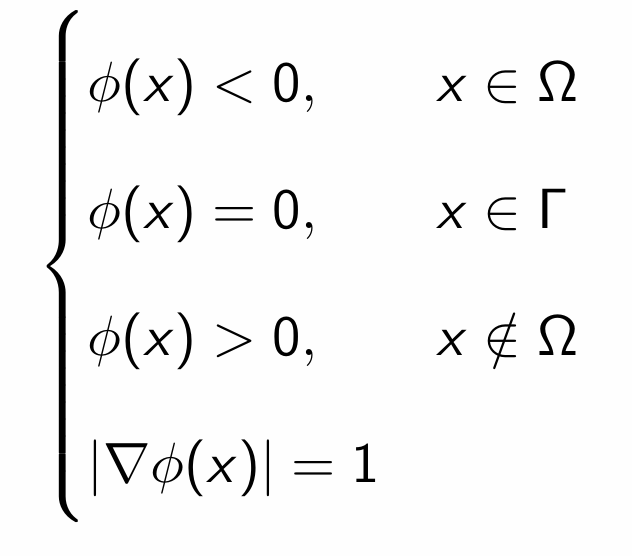 ϕ(x) < 0, x ∈ Ω
ϕ(x) = 0, x ∈ Γ
ϕ(x) > 0, x ∉ Ω
|∇ϕ(x)| = 1